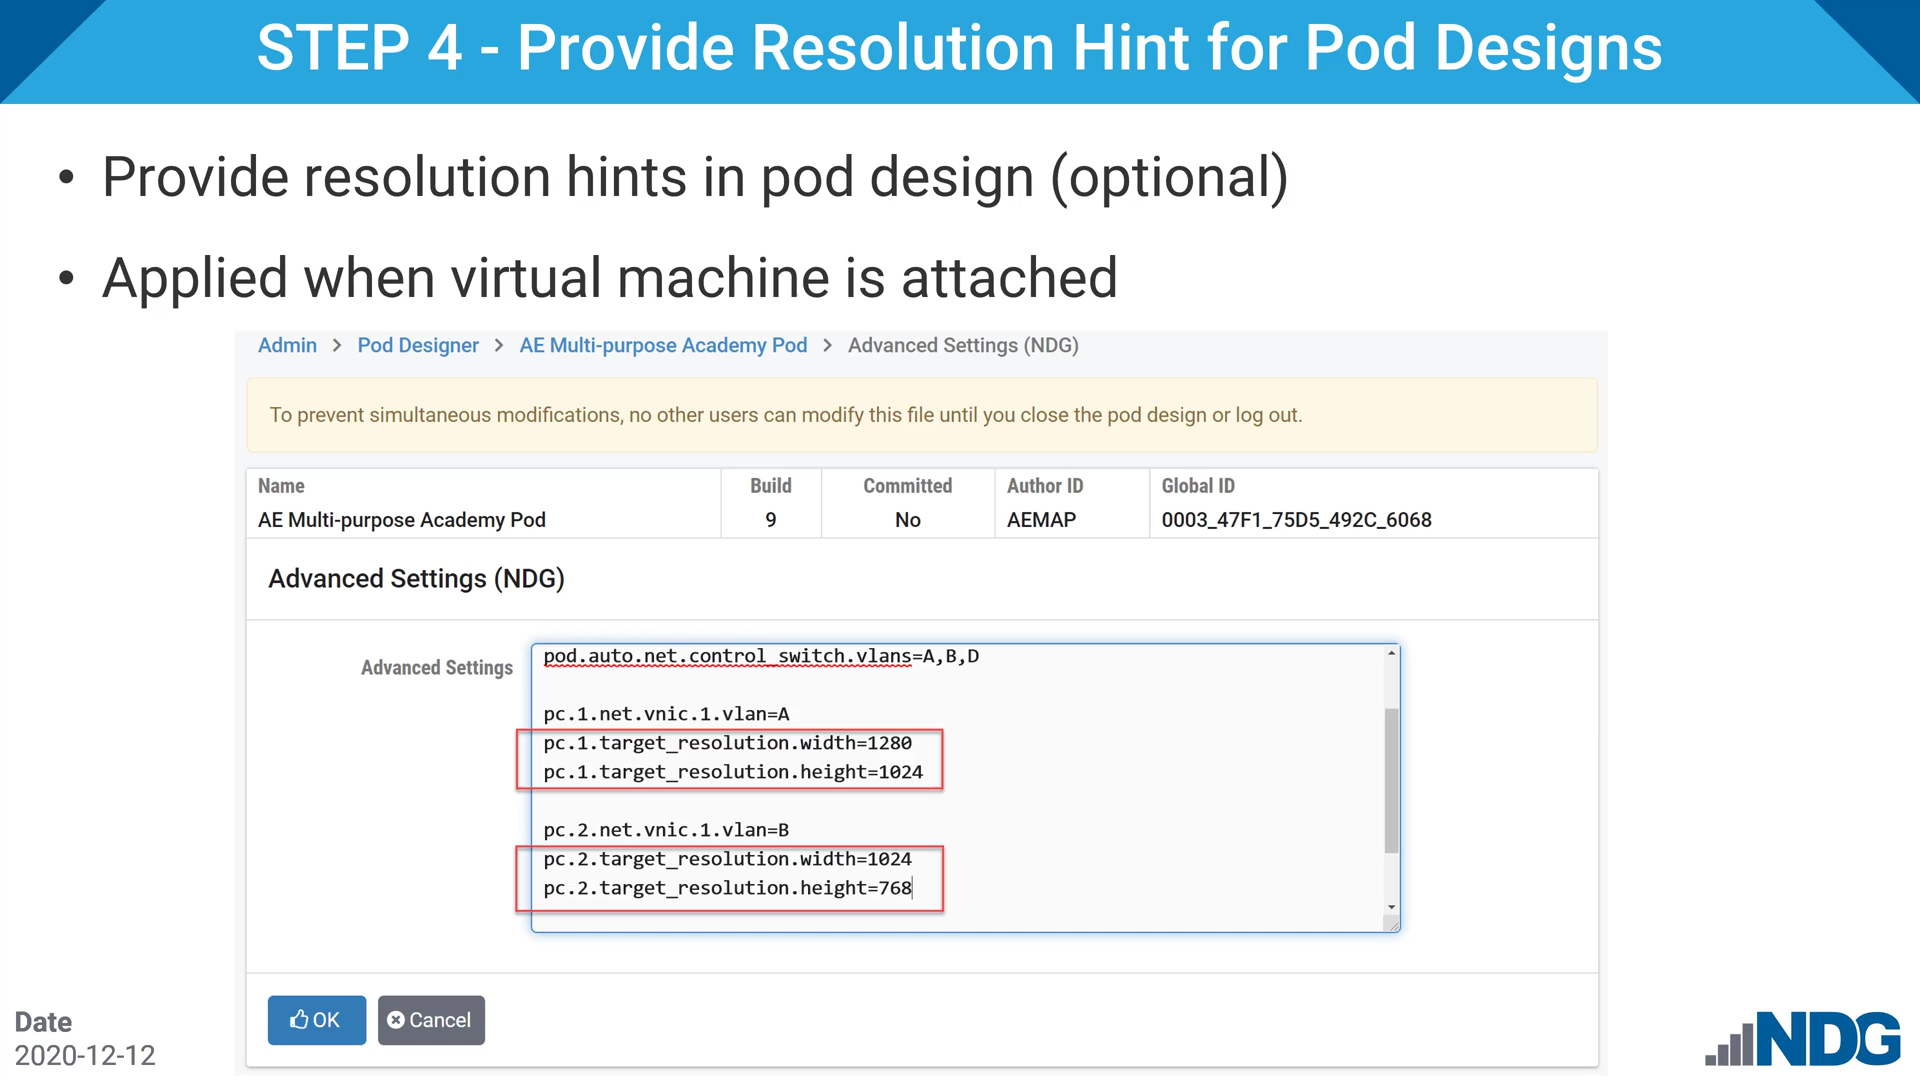 STEP 4 - Provide Resolution Hint for Pod Designs
• Provide resolution hints in pod design (optional)
• Applied when virtual machine is attached
Admin > Pod Designer > AE Multi-purpose Academy Pod > Advanced Settings (NDG)
To prevent simultaneous modifications, no other users can modify this file until you close the pod design or log out.
Name Build Committed Author ID Global ID
AE Multi-purpose Academy Pod 9 No AEMAP 0003_47F1_75D5_492C_6068
Advanced Settings (NDG)
Advanced Settings
pod.auto.net.control_switch.vlans=A,B,D
pc.1.net.vnic.1.vlan=A
pc.1.target_resolution.width=1280
pc.1.target_resolution.height=1024
pc.2.net.vnic.1.vlan=B
pc.2.target_resolution.width=1024
pc.2.target_resolution.height=768
OK Cancel
Date
2020-12-12
NDG